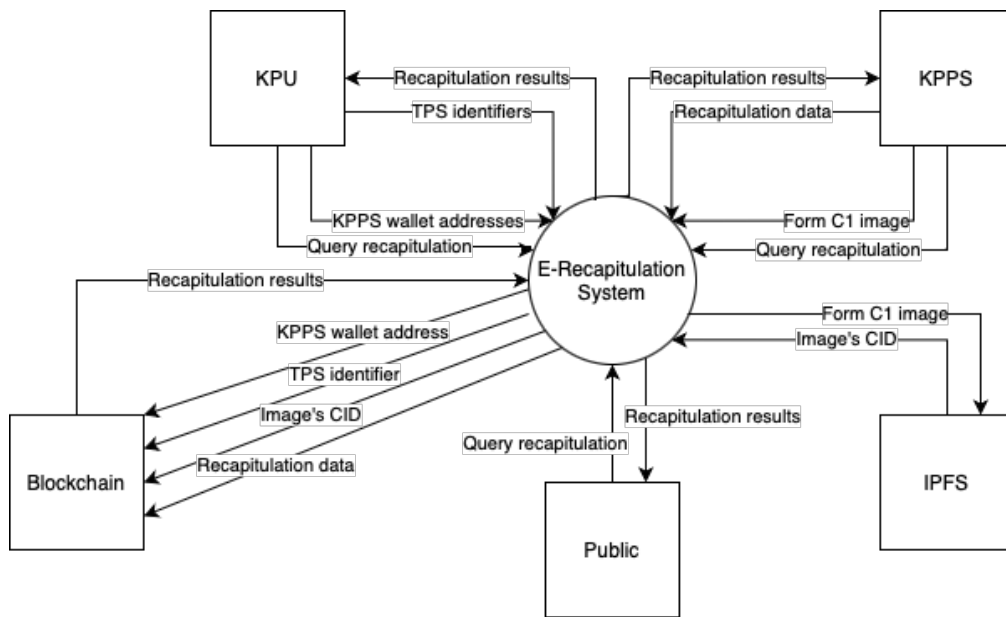 KPU
Recapitulation results
Recapitulation results
KPPS
TPS identifiers
Recapitulation data
KPPS wallet addresses
Form C1 image
Query recapitulation
Query recapitulation
E-Recapitulation
System
Recapitulation results
Form C1 image
KPPS wallet address
Image's CID
TPS identifier
Image's CID
Recapitulation results
Query recapitulation
Recapitulation data
Blockchain
IPFS
Public